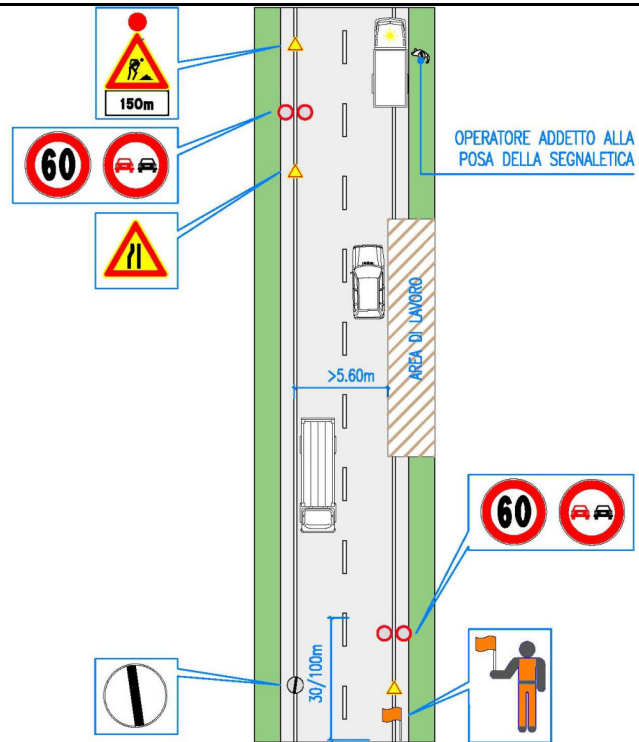 150m
60
OPERATORE ADDETTO ALLA
POSA DELLA SEGNALETICA
AREA DI LAVORO
>5.60m
60
30/100m